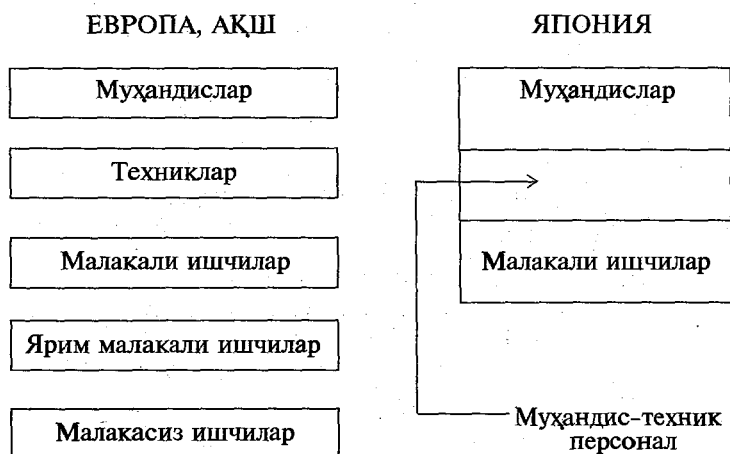 ЕВРОПА, АҚШ
Муҳандислар
Техниклар
Малакали ишчилар
Ярим малакали ишчилар
Малакасиз ишчилар
ЯПОНИЯ
Муҳандислар
Малакали ишчилар
Муҳандис-техник
персонал